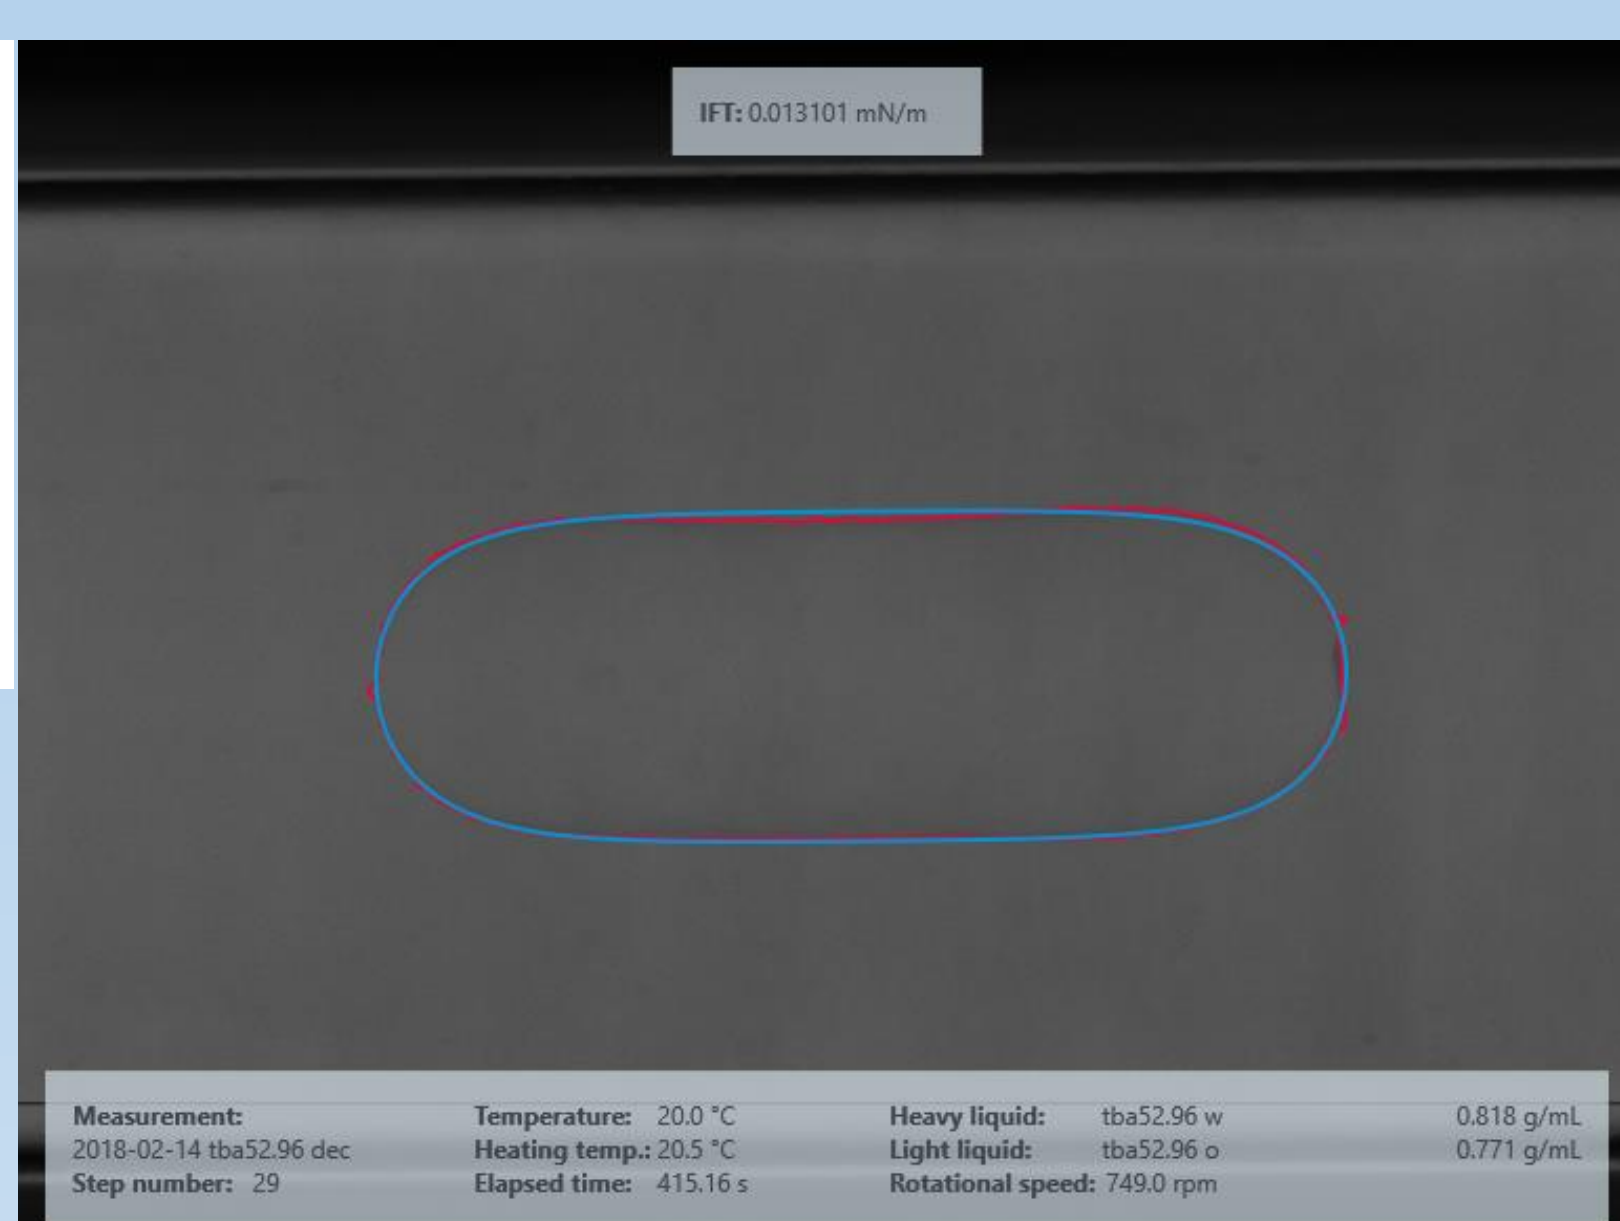 IFT: 0.013101 mN/m
Measurement: Temperature: 20.0 °C Heavy liquid: tba52.96 w 0.818 g/mL
2018-02-14 tba52.96 dec Heating temp.: 20.5 °C Light liquid: tba52.96 o 0.771 g/mL
Step number: 29 Elapsed time: 415.16 s Rotational speed: 749.0 rpm